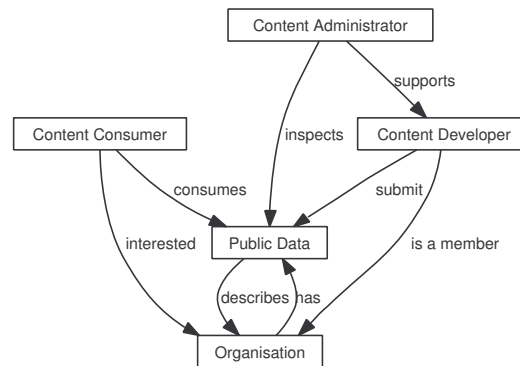 Content Administrator
supports
Content Consumer
inspects
Content Developer
consumes
submit
interested
Public Data
is a member
describes
has
Organisation